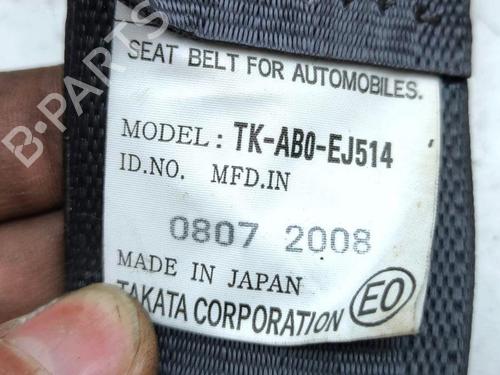 B-PARTS
SEAT BELT FOR AUTOMOBILES.
MODEL: TK-AB0-EJ514
ID.NO. MFD.IN
0807 2008
MADE IN JAPAN
TAKATA CORPORATION EO